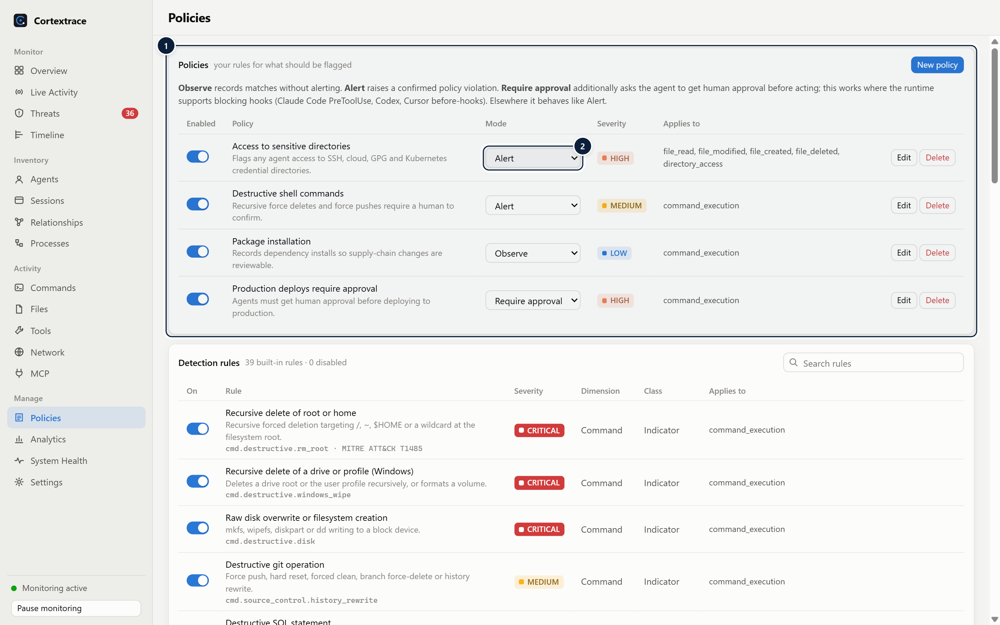 Cortextrace
Monitor
Overview
Live Activity
Threats 36
Timeline
Inventory
Agents
Sessions
Relationships
Processes
Activity
Commands
Files
Tools
Network
MCP
Manage
Policies
Analytics
System Health
Settings
Monitoring active
Pause monitoring
Policies
1
Policies your rules for what should be flagged New policy
Observe records matches without alerting. Alert raises a confirmed policy violation. Require approval additionally asks the agent to get human approval before acting; this works where the runtime
supports blocking hooks (Claude Code PreToolUse, Codex, Cursor before-hooks). Elsewhere it behaves like Alert.
Enabled Policy Mode Severity Applies to
2
Access to sensitive directories
Flags any agent access to SSH, cloud, GPG and Kubernetes
credential directories.
Alert HIGH
file_read, file_modified, file_created, file_deleted,
directory_access
Edit Delete
Destructive shell commands
Recursive force deletes and force pushes require a human to
confirm.
Alert MEDIUM command_execution Edit Delete
Package installation
Records dependency installs so supply-chain changes are
reviewable.
Observe LOW command_execution Edit Delete
Production deploys require approval
Agents must get human approval before deploying to
production.
Require approval HIGH command_execution Edit Delete
Detection rules 39 built-in rules · 0 disabled Search rules
On Rule Severity Dimension Class Applies to
Recursive delete of root or home
Recursive forced deletion targeting /, ~, $HOME or a wildcard at the
filesystem root.
cmd.destructive.rm_root · MITRE ATT&CK T1485
CRITICAL Command Indicator command_execution
Recursive delete of a drive or profile (Windows)
Deletes a drive root or the user profile recursively, or formats a volume.
cmd.destructive.windows_wipe
CRITICAL Command Indicator command_execution
Raw disk overwrite or filesystem creation
mkfs, wipefs, diskpart or dd writing to a block device.
cmd.destructive.disk
CRITICAL Command Indicator command_execution
Destructive git operation
Force push, hard reset, forced clean, branch force-delete or history
rewrite.
cmd.source_control.history_rewrite
MEDIUM Command Indicator command_execution
Destructive SQL statement